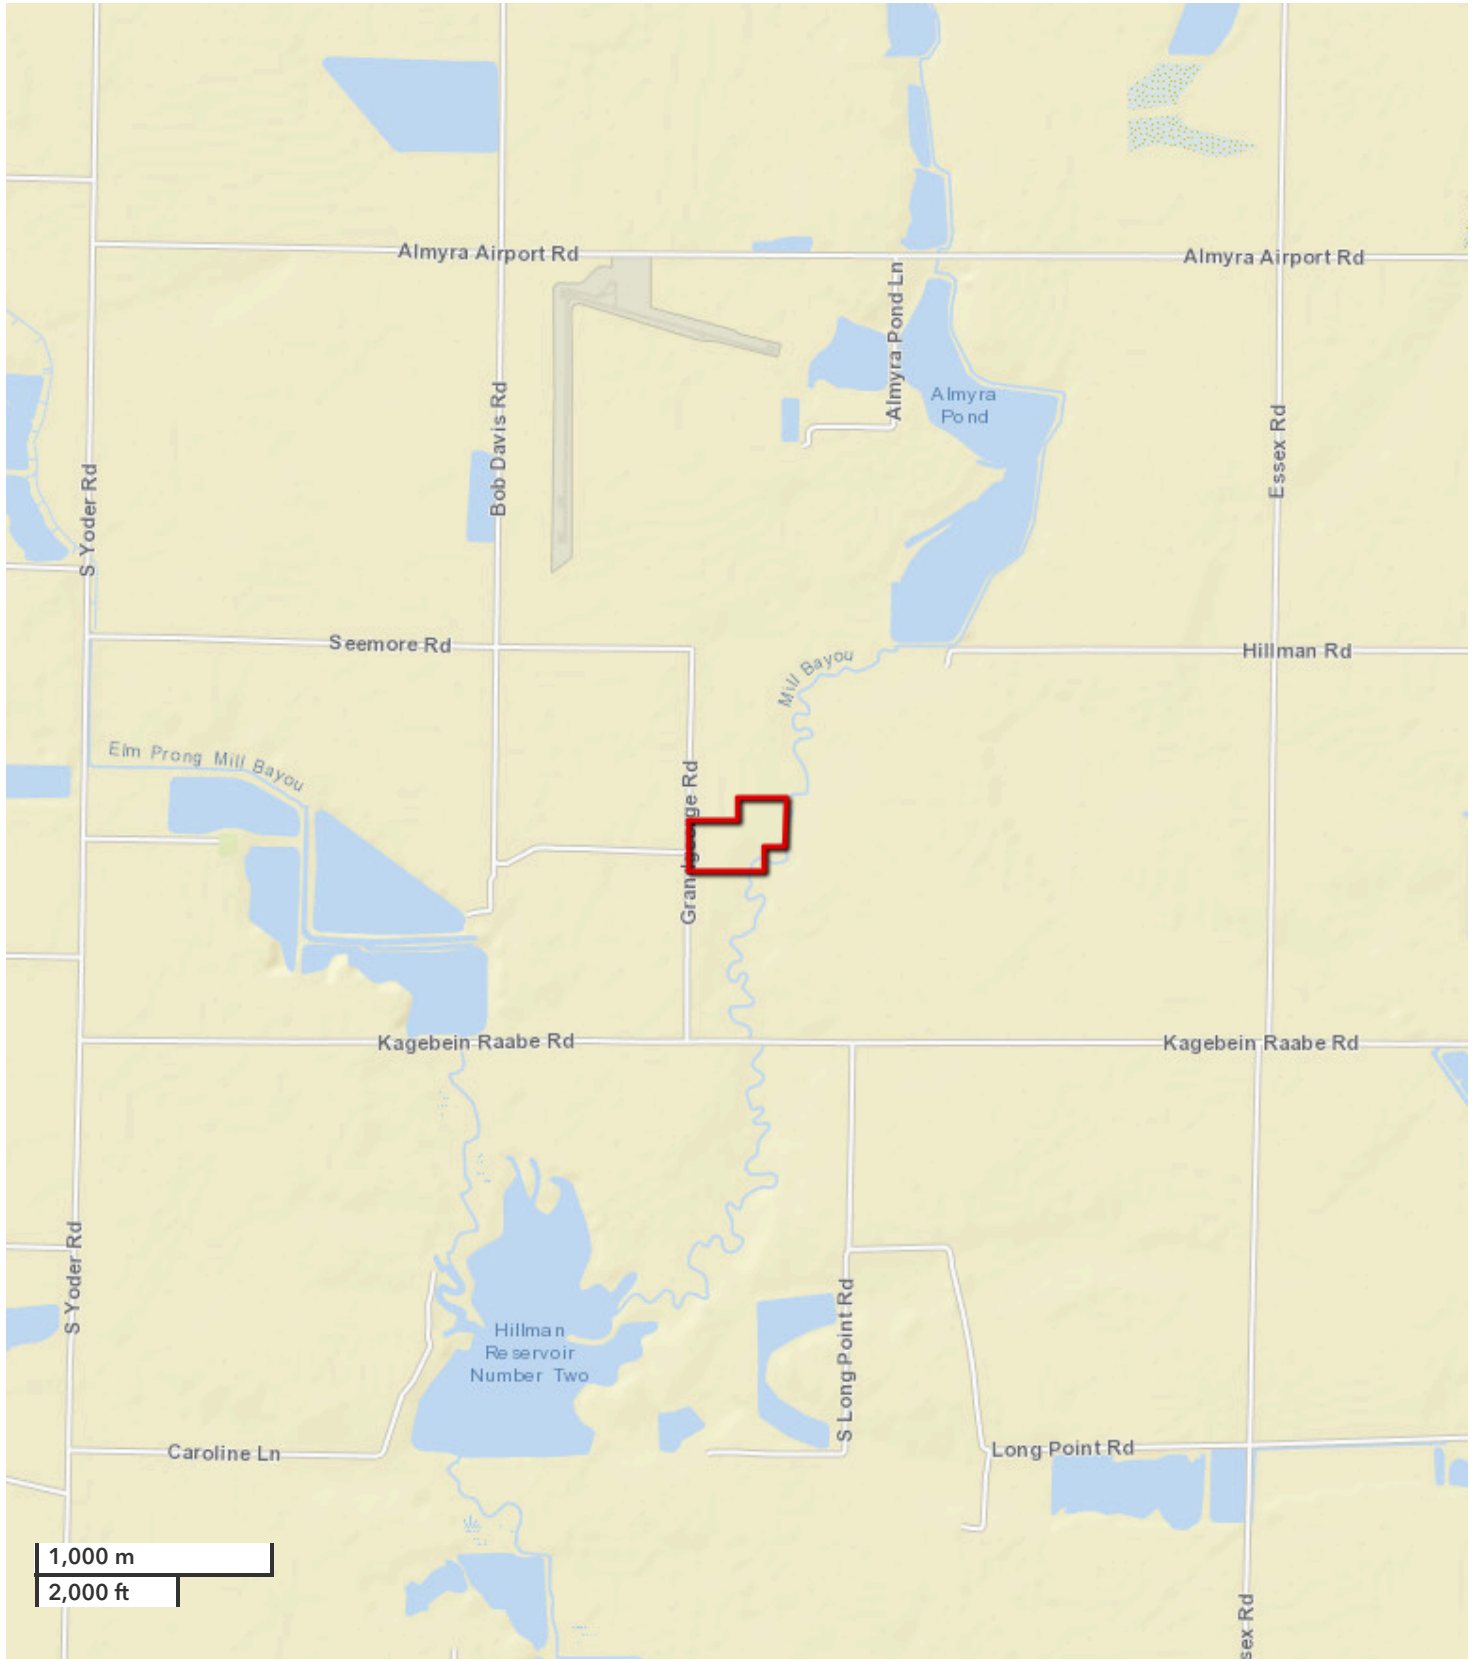 Almyra Airport Rd
Almyra Airport Rd
Almyra Pond Ln
Almyra
Pond
Bob Davis Rd
Essex Rd
S Yoder Rd
Seemore Rd
Mill Bayou
Hillman Rd
Elm Prong Mill Bayou
Kagebein Raabe Rd
Kagebein Raabe Rd
S Yoder Rd
Hillman
Reservoir
Number Two
S Long Point Rd
Caroline Ln
Long Point Rd
1,000 m
2,000 ft